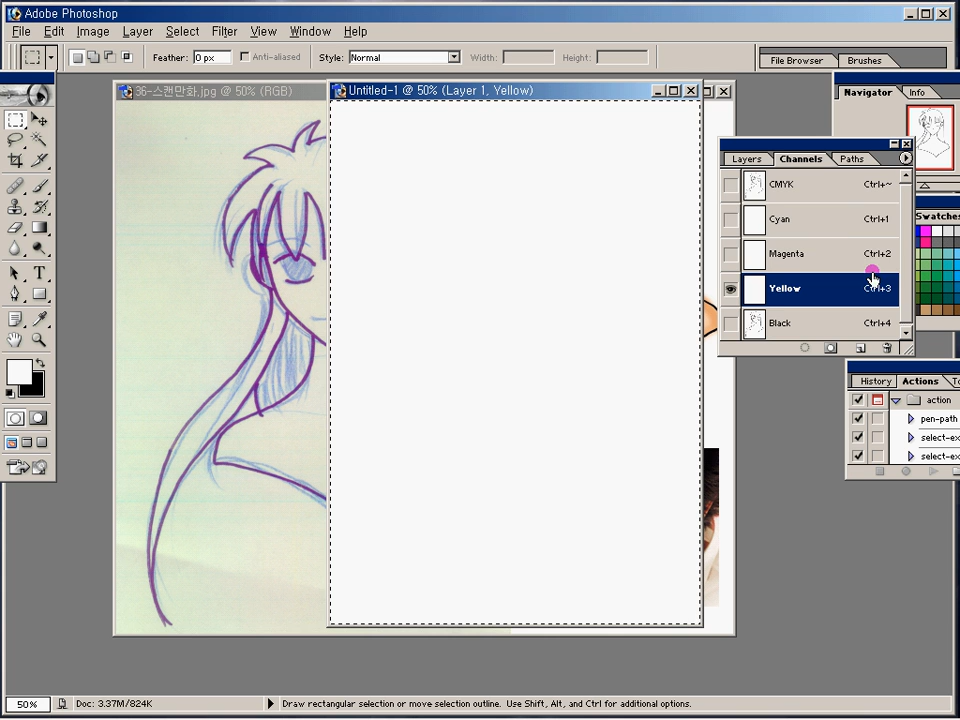 Adobe Photoshop
File Edit Image Layer Select Filter View Window Help
Feather: 0 px Anti-aliased Style: Normal Width: Height: File Browser Brushes
36-스캔만화.jpg @ 50% (RGB)
Untitled-1 @ 50% (Layer 1, Yellow)
Navigator Info
Layers Channels Paths
CMYK Ctrl+~
Cyan Ctrl+1
Magenta Ctrl+2
Yellow Ctrl+3
Black Ctrl+4
Swatches
History Actions To
action
pen-path
select-ex
select-ex
50% Doc: 3.37M/824K Draw rectangular selection or move selection outline. Use Shift, Alt, and Ctrl for additional options.